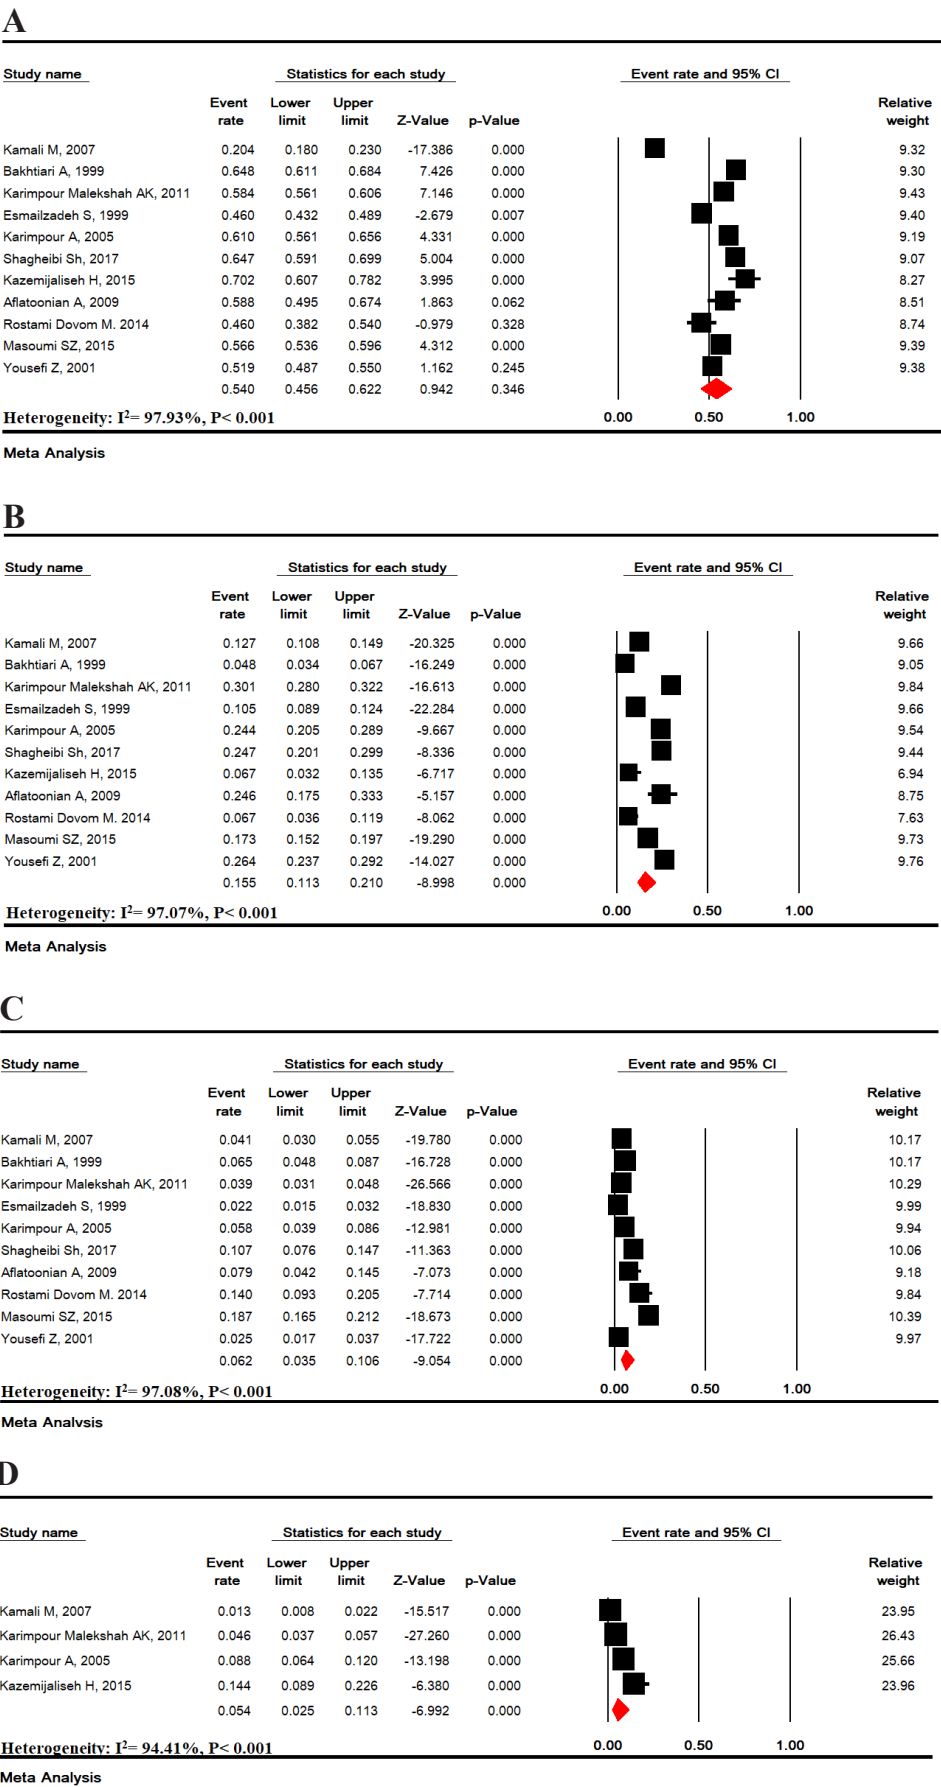 A
Study name Statistics for each study Event rate and 95% CI
Event Lower Upper Relative
rate limit limit Z-Value p-Value weight
Kamali M, 2007 0.204 0.180 0.230 -17.386 0.000 9.32
Bakhtiari A, 1999 0.648 0.611 0.684 7.426 0.000 9.30
Karimpour Malekshah AK, 2011 0.584 0.561 0.606 7.146 0.000 9.43
Esmailzadeh S, 1999 0.460 0.432 0.489 -2.679 0.007 9.40
Karimpour A, 2005 0.610 0.561 0.656 4.331 0.000 9.19
Shagheibi Sh, 2017 0.647 0.591 0.699 5.004 0.000 9.07
Kazemijaliseh H, 2015 0.702 0.607 0.782 3.995 0.000 8.27
Aflatoonian A, 2009 0.588 0.495 0.674 1.863 0.062 8.51
Rostami Dovom M. 2014 0.460 0.382 0.540 -0.979 0.328 8.74
Masoumi SZ, 2015 0.566 0.536 0.596 4.312 0.000 9.39
Yousefi Z, 2001 0.519 0.487 0.550 1.162 0.245 9.38
0.540 0.456 0.622 0.942 0.346
Heterogeneity: I²= 97.93%, P< 0.001 0.00 0.50 1.00
Meta Analysis
B
Study name Statistics for each study Event rate and 95% CI
Event Lower Upper Relative
rate limit limit Z-Value p-Value weight
Kamali M, 2007 0.127 0.108 0.149 -20.325 0.000 9.66
Bakhtiari A, 1999 0.048 0.034 0.067 -16.249 0.000 9.05
Karimpour Malekshah AK, 2011 0.301 0.280 0.322 -16.613 0.000 9.84
Esmailzadeh S, 1999 0.105 0.089 0.124 -22.284 0.000 9.66
Karimpour A, 2005 0.244 0.205 0.289 -9.667 0.000 9.54
Shagheibi Sh, 2017 0.247 0.201 0.299 -8.336 0.000 9.44
Kazemijaliseh H, 2015 0.067 0.032 0.135 -6.717 0.000 6.94
Aflatoonian A, 2009 0.246 0.175 0.333 -5.157 0.000 8.75
Rostami Dovom M. 2014 0.067 0.036 0.119 -8.062 0.000 7.63
Masoumi SZ, 2015 0.173 0.152 0.197 -19.290 0.000 9.73
Yousefi Z, 2001 0.264 0.237 0.292 -14.027 0.000 9.76
0.155 0.113 0.210 -8.998 0.000
Heterogeneity: I²= 97.07%, P< 0.001 0.00 0.50 1.00
Meta Analysis
C
Study name Statistics for each study Event rate and 95% CI
Event Lower Upper Relative
rate limit limit Z-Value p-Value weight
Kamali M, 2007 0.041 0.030 0.055 -19.780 0.000 10.17
Bakhtiari A, 1999 0.065 0.048 0.087 -16.728 0.000 10.17
Karimpour Malekshah AK, 2011 0.039 0.031 0.048 -26.566 0.000 10.29
Esmailzadeh S, 1999 0.022 0.015 0.032 -18.830 0.000 9.99
Karimpour A, 2005 0.058 0.039 0.086 -12.981 0.000 9.94
Shagheibi Sh, 2017 0.107 0.076 0.147 -11.363 0.000 10.06
Aflatoonian A, 2009 0.079 0.042 0.145 -7.073 0.000 9.18
Rostami Dovom M. 2014 0.140 0.093 0.205 -7.714 0.000 9.84
Masoumi SZ, 2015 0.187 0.165 0.212 -18.673 0.000 10.39
Yousefi Z, 2001 0.025 0.017 0.037 -17.722 0.000 9.97
0.062 0.035 0.106 -9.054 0.000
Heterogeneity: I²= 97.08%, P< 0.001 0.00 0.50 1.00
Meta Analysis
D
Study name Statistics for each study Event rate and 95% CI
Event Lower Upper Relative
rate limit limit Z-Value p-Value weight
Kamali M, 2007 0.013 0.008 0.022 -15.517 0.000 23.95
Karimpour Malekshah AK, 2011 0.046 0.037 0.057 -27.260 0.000 26.43
Karimpour A, 2005 0.088 0.064 0.120 -13.198 0.000 25.66
Kazemijaliseh H, 2015 0.144 0.089 0.226 -6.380 0.000 23.96
0.054 0.025 0.113 -6.992 0.000
Heterogeneity: I²= 94.41%, P< 0.001 0.00 0.50 1.00
Meta Analysis